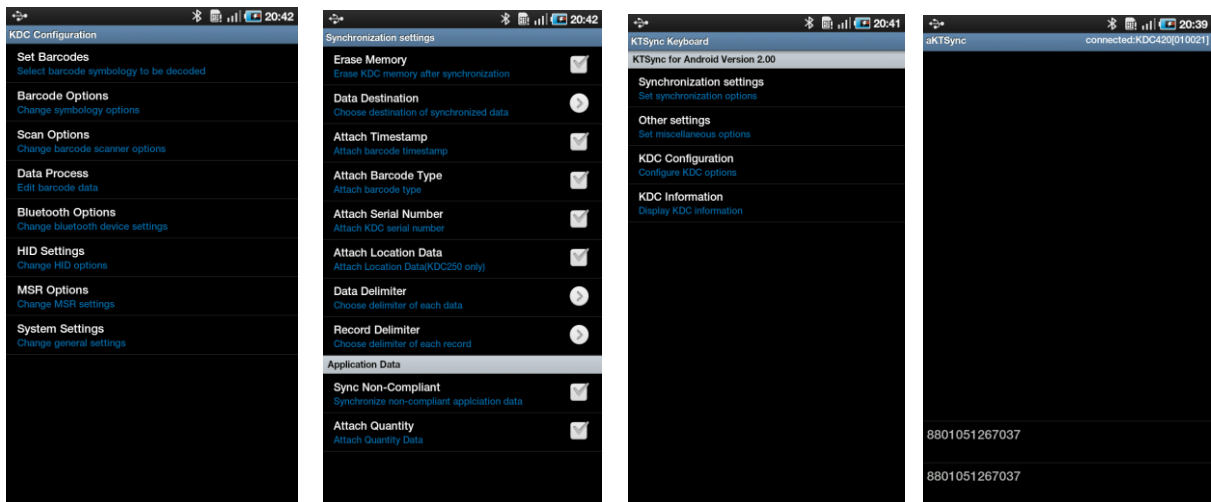 20:42
KDC Configuration
Set Barcodes
Select barcode symbology to be decoded
Barcode Options
Change symbology options
Scan Options
Change barcode scanner options
Data Process
Edit barcode data
Bluetooth Options
Change bluetooth device settings
HID Settings
Change HID options
MSR Options
Change MSR settings
System Settings
Change general settings
20:42
Synchronization settings
Erase Memory
Erase KDC memory after synchronization
Data Destination
Choose destination of synchronized data
Attach Timestamp
Attach barcode timestamp
Attach Barcode Type
Attach barcode type
Attach Serial Number
Attach KDC serial number
Attach Location Data
Attach Location Data(KDC250 only)
Data Delimiter
Choose delimiter of each data
Record Delimiter
Choose delimiter of each record
Application Data
Sync Non-Compliant
Synchronize non-compliant applciation data
Attach Quantity
Attach Quantity Data
20:41
KTSync Keyboard
KTSync for Android Version 2.00
Synchronization settings
Set synchronization options
Other settings
Set miscellaneous options
KDC Configuration
Configure KDC options
KDC Information
Display KDC information
20:39
aKTSync connected:KDC420[010021]
8801051267037
8801051267037